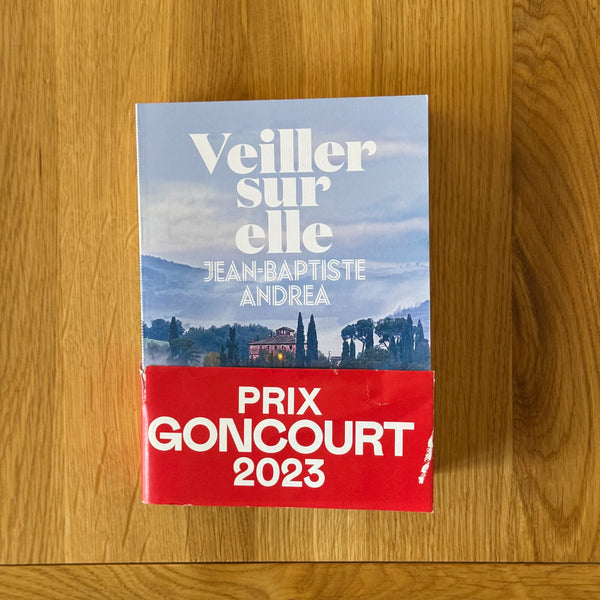 Veiller
sur
elle
JEAN-BAPTISTE
ANDREA
PRIX
GONCOURT
2023